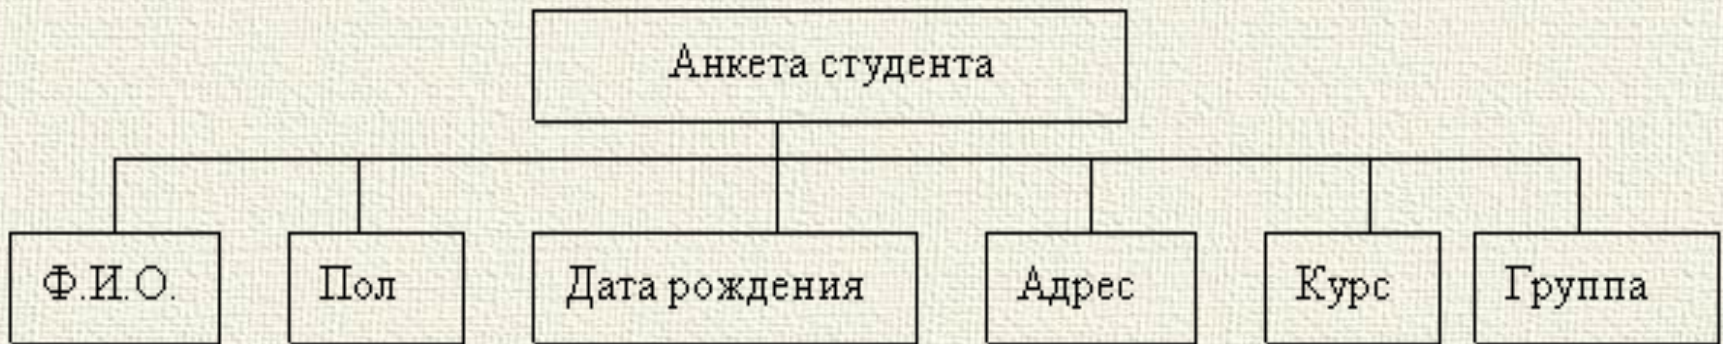 Анкета студента
Ф.И.О. Пол Дата рождения Адрес Курс Группа